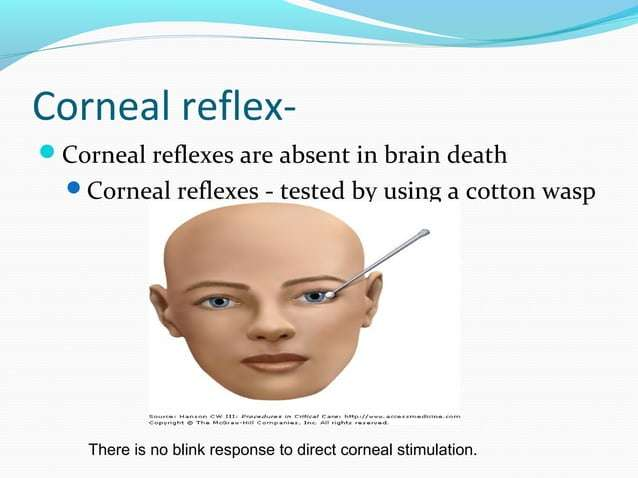 Corneal reflex-
Corneal reflexes are absent in brain death
Corneal reflexes - tested by using a cotton wasp
Source: Hanson CW III: Procedures in Critical Care: http://www.accessmedicine.com
Copyright © The McGraw-Hill Companies, Inc. All rights reserved.
There is no blink response to direct corneal stimulation.